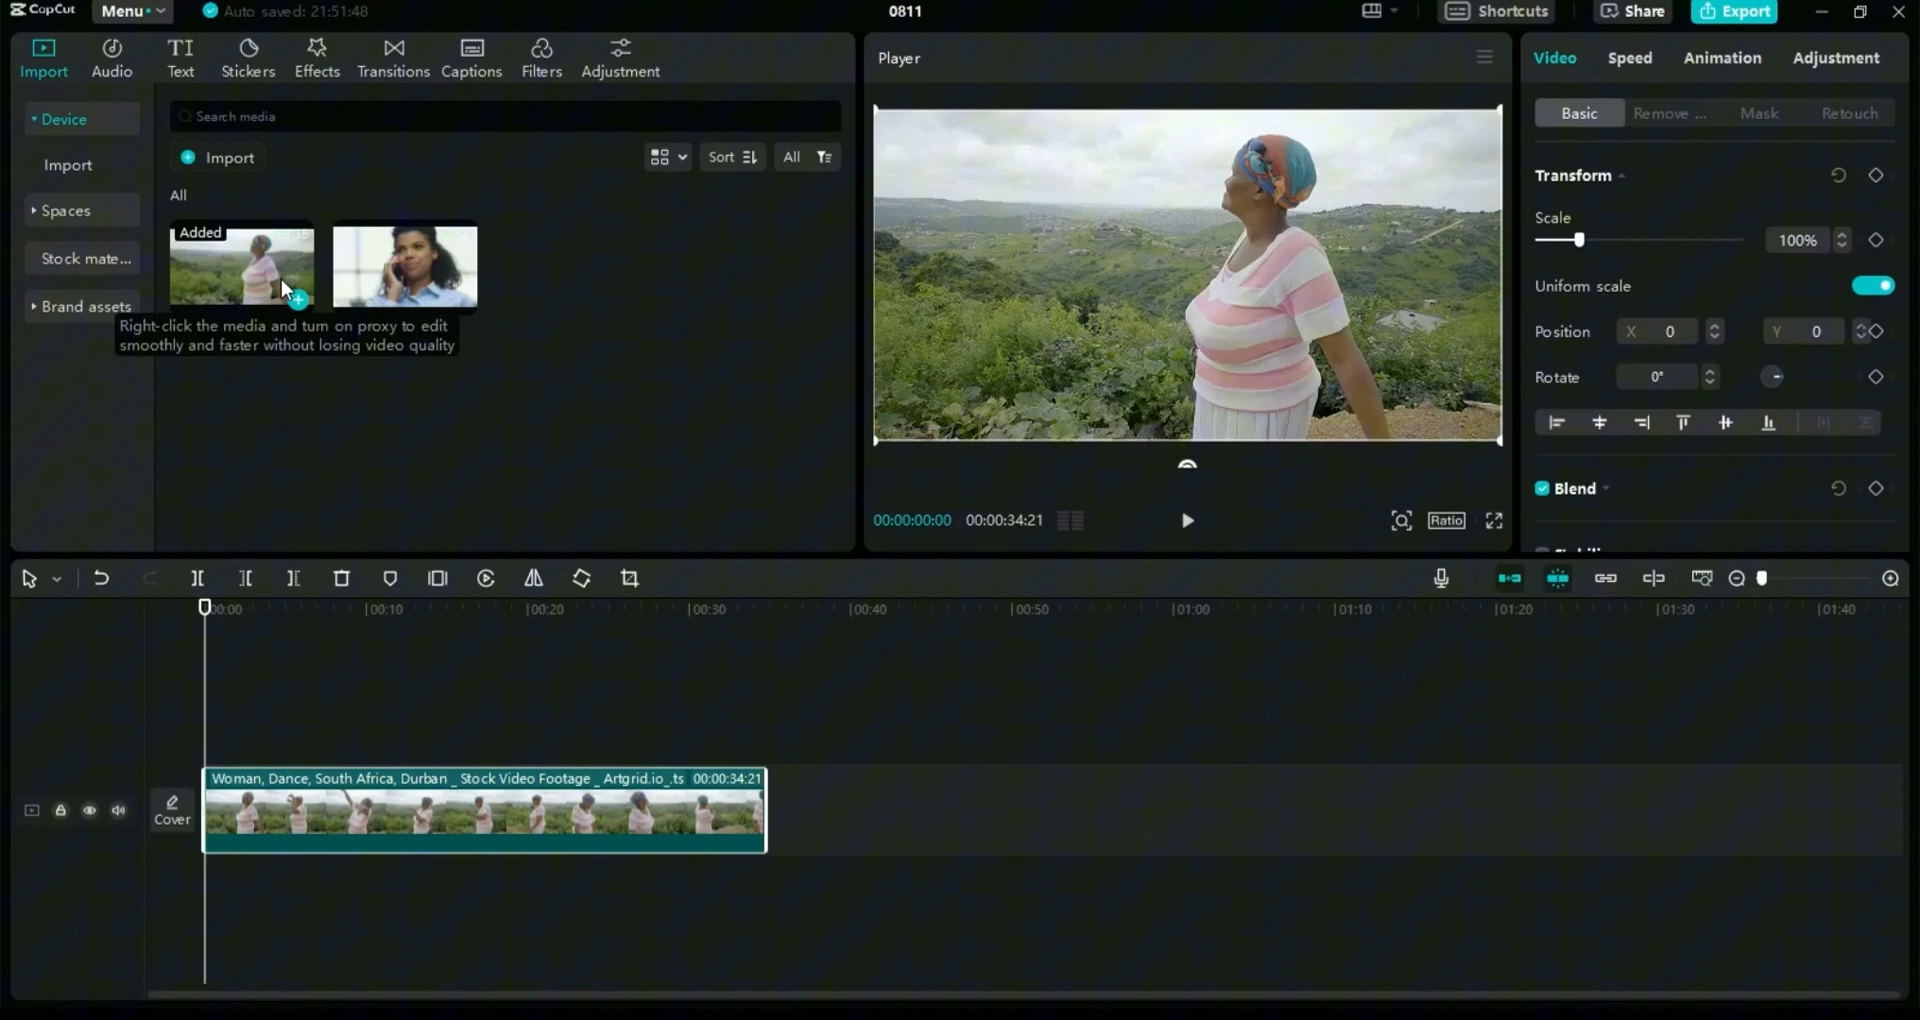 CapCut
Menu
Auto saved: 21:51:48
0811
Shortcuts
Share
Export
Import
Audio
TI
Text
Stickers
Effects
Transitions
Captions
Filters
Adjustment
Player
Video
Speed
Animation
Adjustment
Device
Import
Spaces
Stock mate...
Brand assets
Search media
Import
Sort
All
All
Added
Right-click the media and turn on proxy to edit
smoothly and faster without losing video quality
Basic
Remove ...
Mask
Retouch
Transform
Scale
100%
Uniform scale
Position
X 0
Y 0
Rotate
0°
Blend
00:00:00:00
00:00:34:21
Ratio
00:00
00:10
00:20
00:30
00:40
00:50
01:00
01:10
01:20
01:30
01:40
Woman, Dance, South Africa, Durban _ Stock Video Footage _ Artgrid.io_.ts 00:00:34:21
Cover